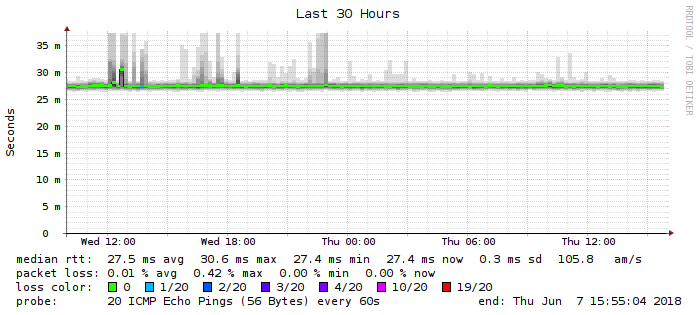 Last 30 Hours
RRDTOOL / TOBI OETIKER
Seconds
35 m
30 m
25 m
20 m
15 m
10 m
5 m
0
Wed 12:00 Wed 18:00 Thu 00:00 Thu 06:00 Thu 12:00
median rtt: 27.5 ms avg 30.6 ms max 27.4 ms min 27.4 ms now 0.3 ms sd 105.8 am/s
packet loss: 0.01 % avg 0.42 % max 0.00 % min 0.00 % now
loss color: 0 1/20 2/20 3/20 4/20 10/20 19/20
probe: 20 ICMP Echo Pings (56 Bytes) every 60s end: Thu Jun 7 15:55:04 2018